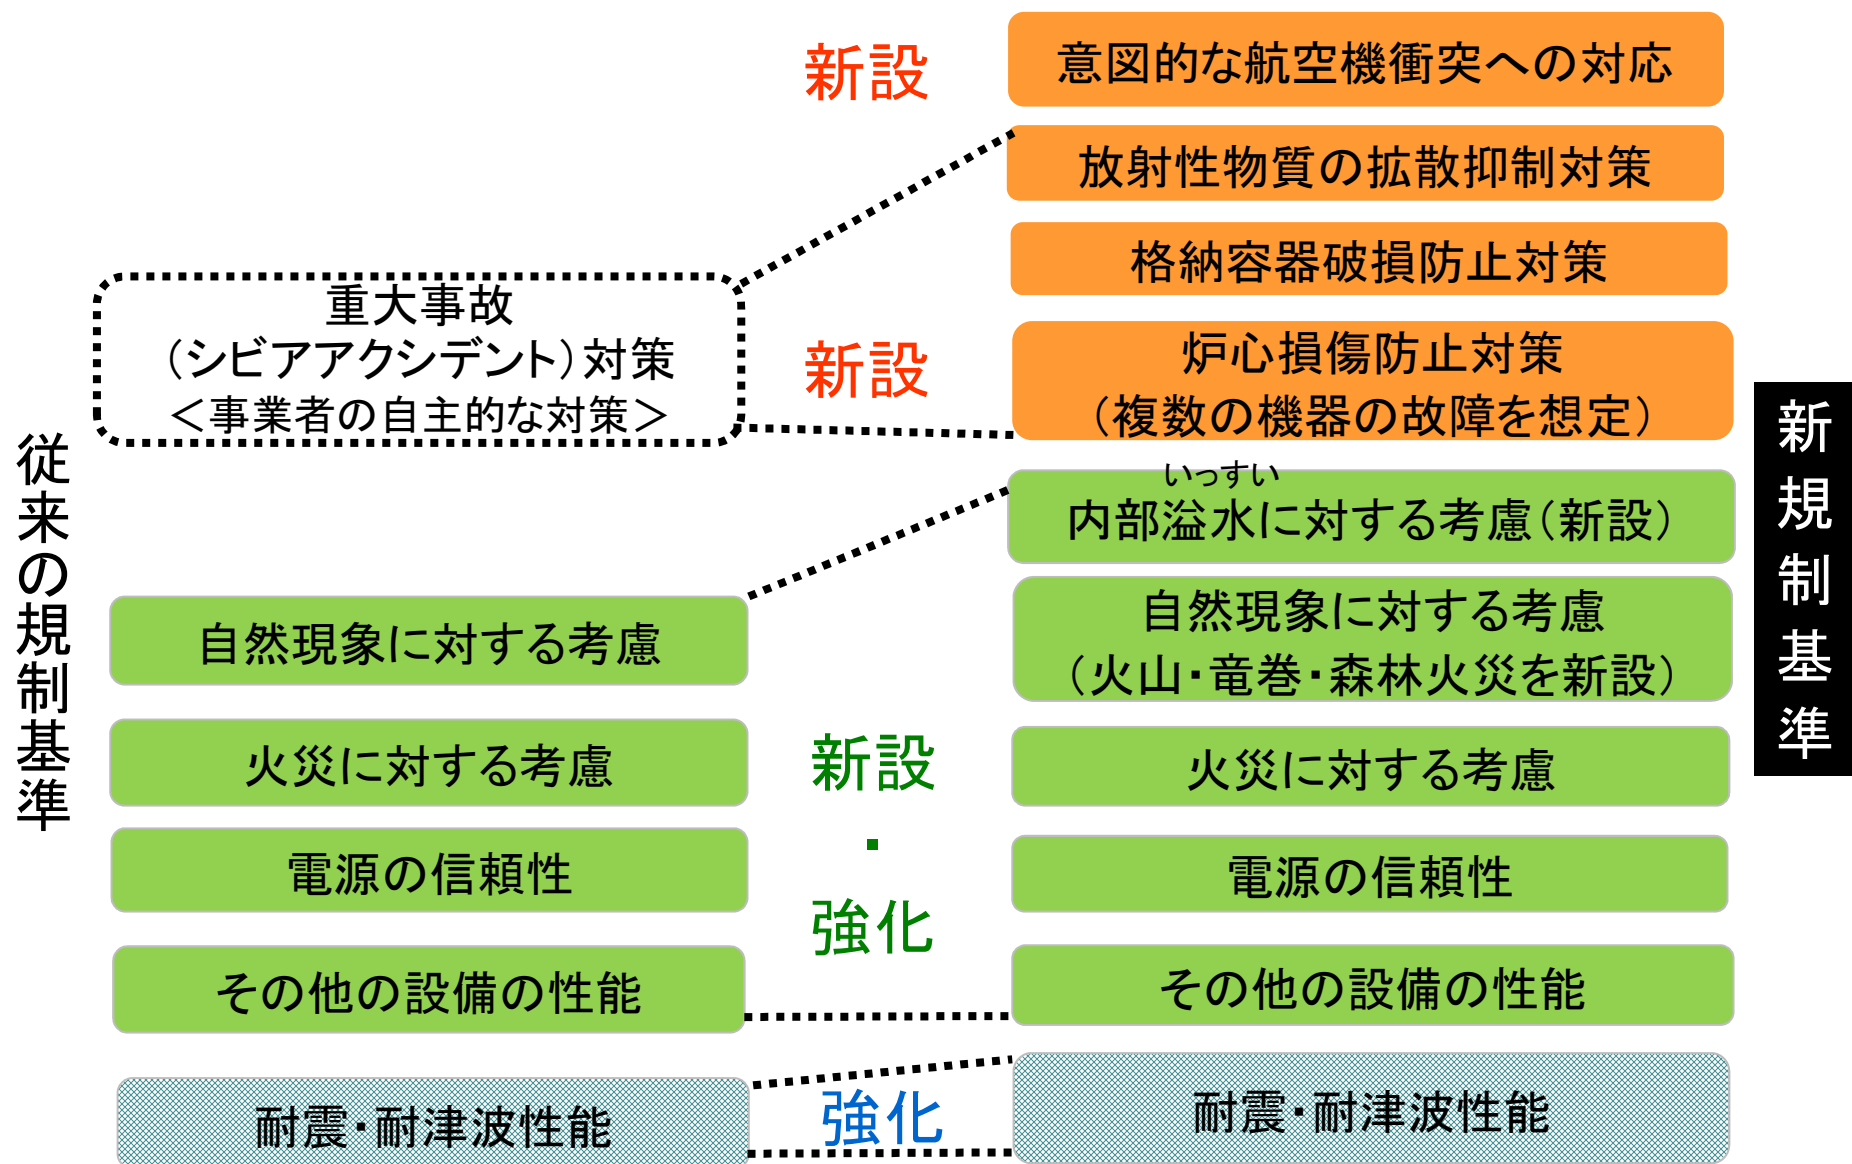 従来の規制基準
重大事故
（シビアアクシデント）対策
＜事業者の自主的な対策＞
自然現象に対する考慮
火災に対する考慮
電源の信頼性
その他の設備の性能
耐震・耐津波性能
新設
新設
新設
・
強化
強化
意図的な航空機衝突への対応
放射性物質の拡散抑制対策
格納容器破損防止対策
炉心損傷防止対策
（複数の機器の故障を想定）
いっすい
内部溢水に対する考慮（新設）
自然現象に対する考慮
（火山・竜巻・森林火災を新設）
火災に対する考慮
電源の信頼性
その他の設備の性能
耐震・耐津波性能
新規制基準